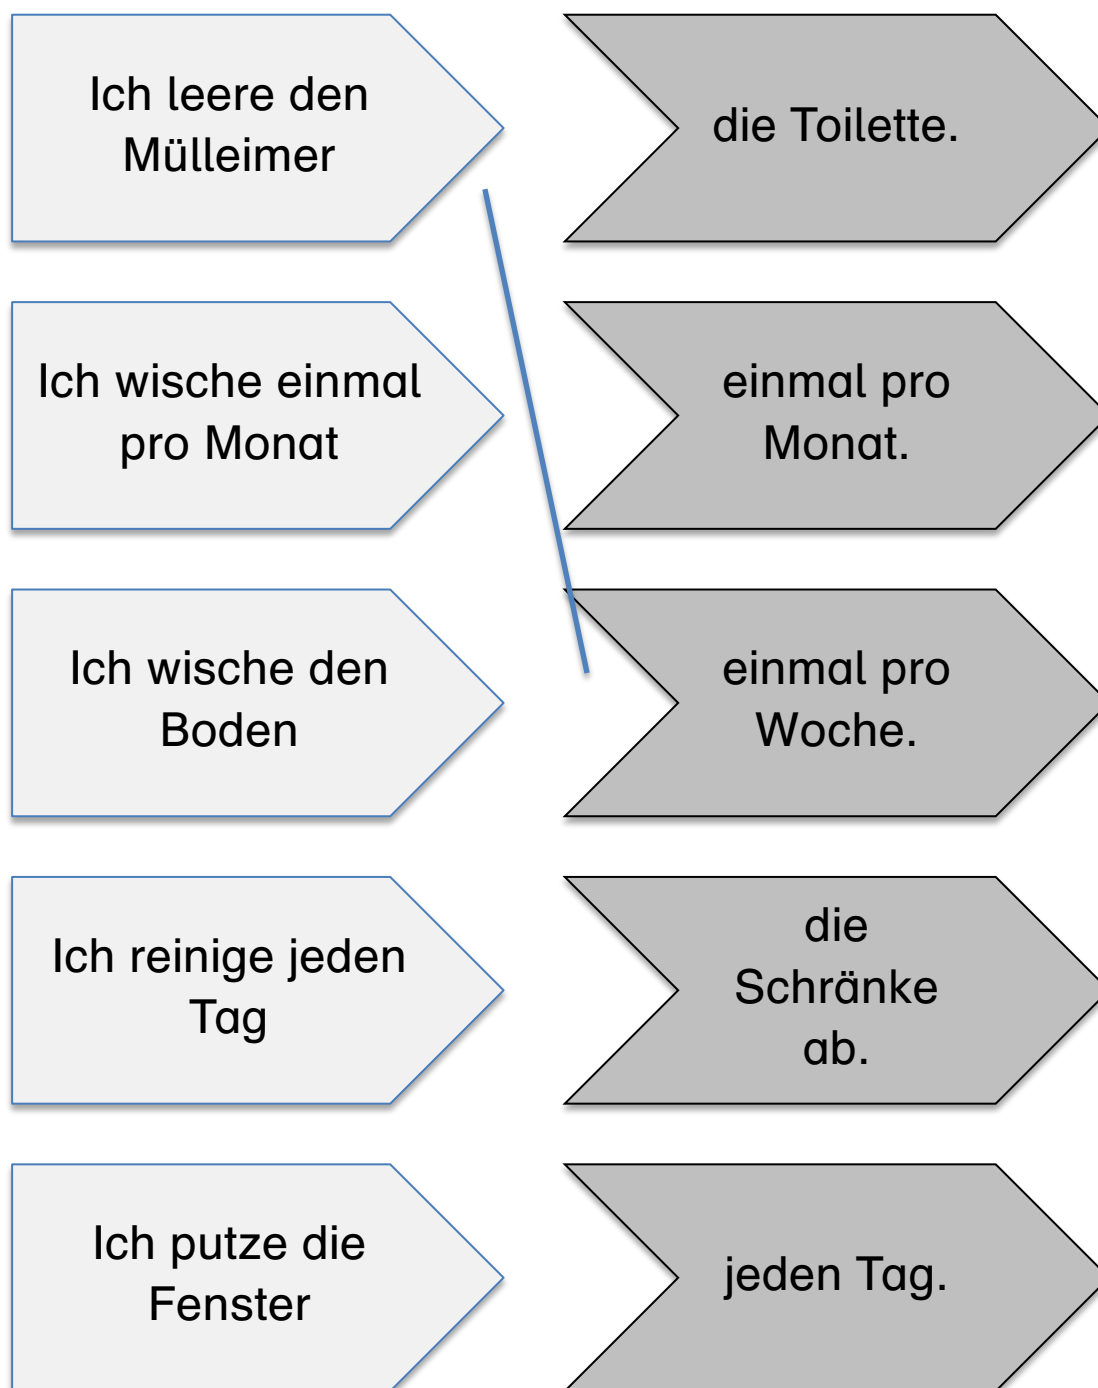 Ich leere den
Mülleimer
die Toilette.
Ich wische einmal
pro Monat
einmal pro
Monat.
Ich wische den
Boden
einmal pro
Woche.
Ich reinige jeden
Tag
die
Schränke
ab.
Ich putze die
Fenster
jeden Tag.